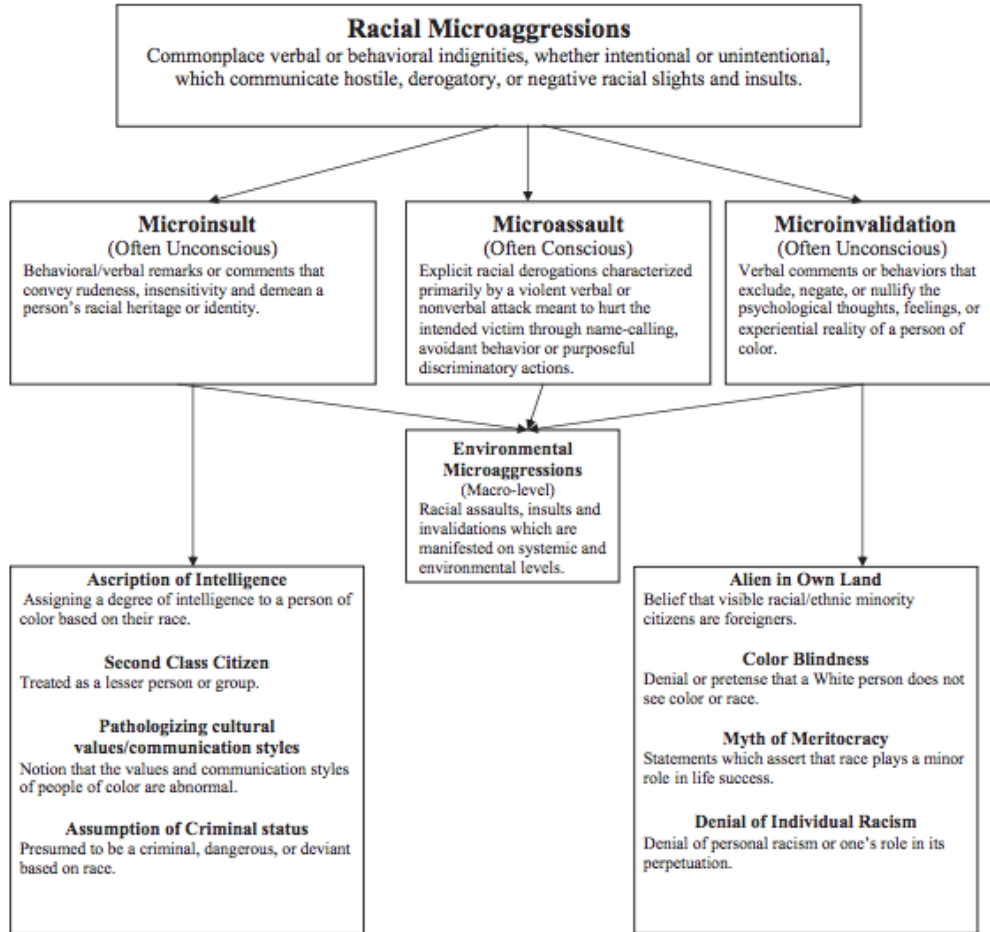 Racial Microaggressions
Commonplace verbal or behavioral indignities, whether intentional or unintentional,
which communicate hostile, derogatory, or negative racial slights and insults.
Microinsult
(Often Unconscious)
Behavioral/verbal remarks or comments that
convey rudeness, insensitivity and demean a
person's racial heritage or identity.
Microassault
(Often Conscious)
Explicit racial derogations characterized
primarily by a violent verbal or
nonverbal attack meant to hurt the
intended victim through name-calling,
avoidant behavior or purposeful
discriminatory actions.
Microinvalidation
(Often Unconscious)
Verbal comments or behaviors that
exclude, negate, or nullify the
psychological thoughts, feelings, or
experiential reality of a person of
color.
Environmental
Microaggressions
(Macro-level)
Racial assaults, insults and
invalidations which are
manifested on systemic and
environmental levels.
Ascription of Intelligence
Assigning a degree of intelligence to a person of
color based on their race.
Second Class Citizen
Treated as a lesser person or group.
Pathologizing cultural
values/communication styles
Notion that the values and communication styles
of people of color are abnormal.
Assumption of Criminal status
Presumed to be a criminal, dangerous, or deviant
based on race.
Alien in Own Land
Belief that visible racial/ethnic minority
citizens are foreigners.
Color Blindness
Denial or pretense that a White person does not
see color or race.
Myth of Meritocracy
Statements which assert that race plays a minor
role in life success.
Denial of Individual Racism
Denial of personal racism or one's role in its
perpetuation.